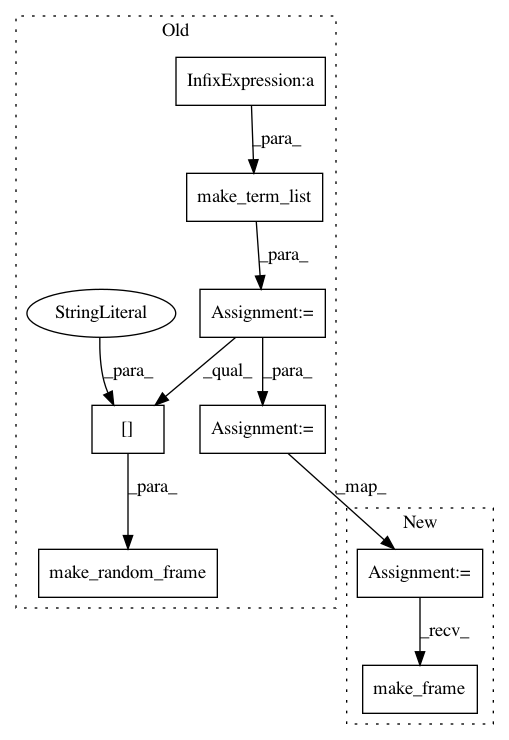 Old
InfixExpression:a
_para_
make_term_list
_para_
StringLiteral
Assignment:=
_para_
_qual_
_para_
[]
Assignment:=
_para_
_map_
New
make_random_frame
Assignment:=
_recv_
make_frame